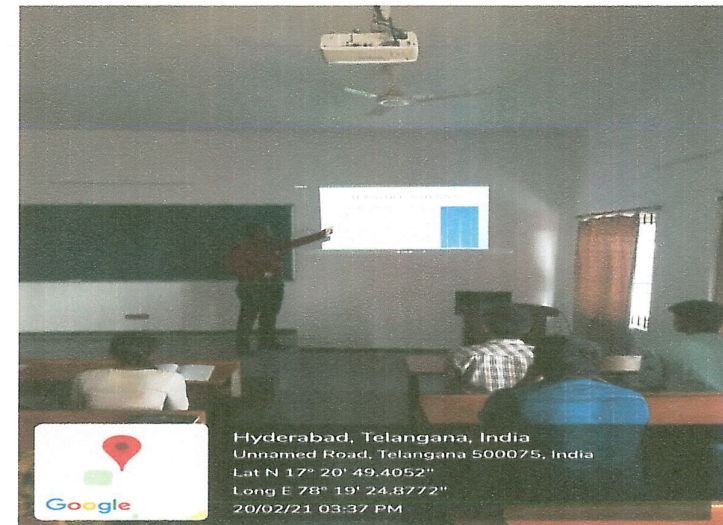 Google
Hyderabad, Telangana, India
Unnamed Road, Telangana 500075, India
Lat N 17° 20' 49.4052"
Long E 78° 19' 24.8772"
20/02/21 03:37 PM